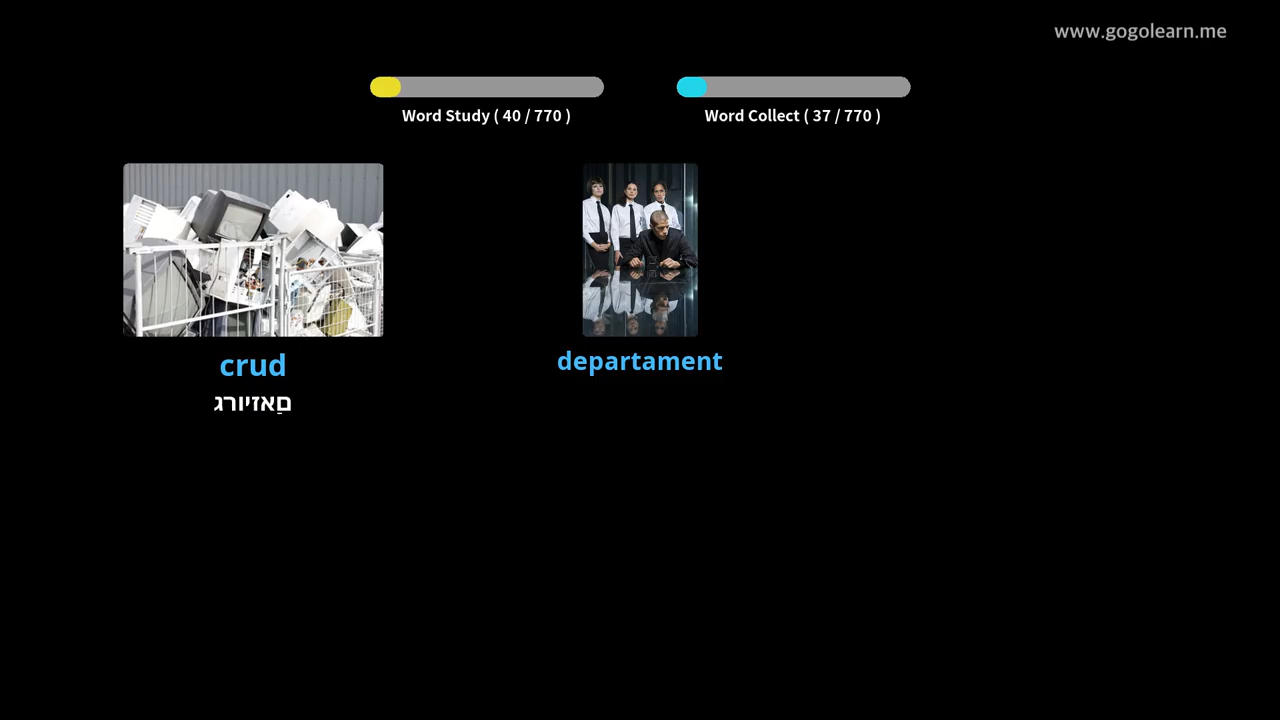 www.gogolearn.me
Word Study ( 40 / 770 )
Word Collect ( 37 / 770 )
crud
םַאזיורג
departament